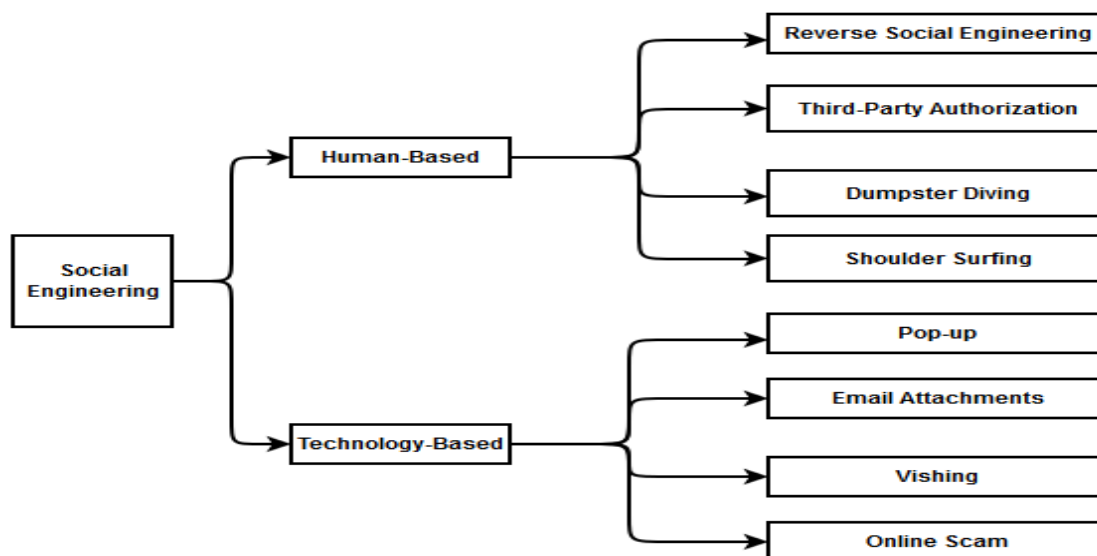 Reverse Social Engineering
Third-Party Authorization
Human-Based
Dumpster Diving
Shoulder Surfing
Social
Engineering
Pop-up
Email Attachments
Technology-Based
Vishing
Online Scam